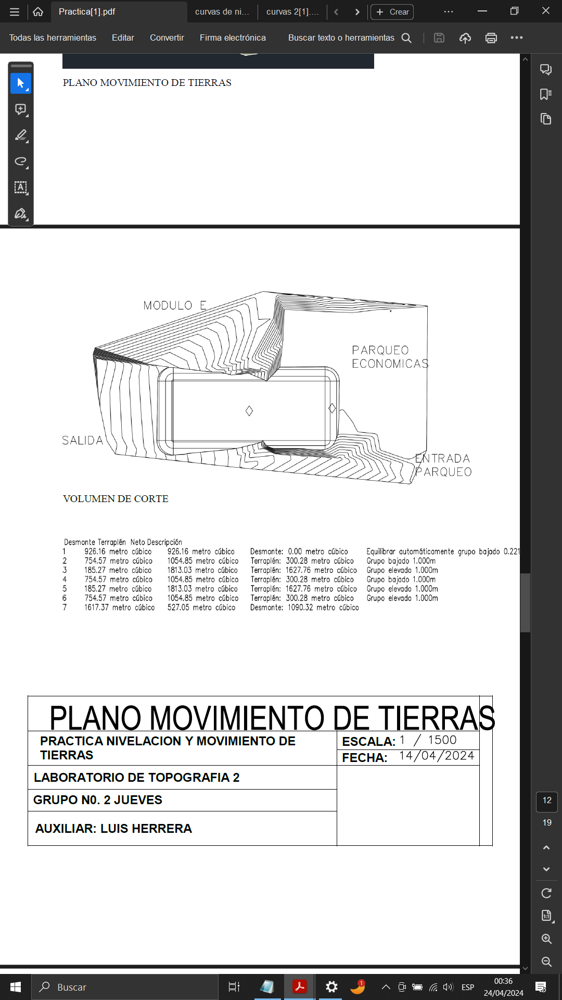 Practica[1].pdf
curvas de ni...
curvas 2[1]....
Crear
Todas las herramientas
Editar
Convertir
Firma electrónica
Buscar texto o herramientas
PLANO MOVIMIENTO DE TIERRAS
MODULO E
PARQUEO
ECONOMICAS
SALIDA
ENTRADA
PARQUEO
VOLUMEN DE CORTE
Desmonte Terraplén Neto Descripción
1 926.16 metro cúbico 926.16 metro cúbico Desmonte: 0.00 metro cúbico Equilibrar automáticamente grupo bajado 0.221
2 754.57 metro cúbico 1054.85 metro cúbico Terraplén: 300.28 metro cúbico Grupo bajado 1.000m
3 185.27 metro cúbico 1813.03 metro cúbico Terraplén: 1627.76 metro cúbico Grupo elevado 1.000m
4 754.57 metro cúbico 1054.85 metro cúbico Terraplén: 300.28 metro cúbico Grupo bajado 1.000m
5 185.27 metro cúbico 1813.03 metro cúbico Terraplén: 1627.76 metro cúbico Grupo elevado 1.000m
6 754.57 metro cúbico 1054.85 metro cúbico Terraplén: 300.28 metro cúbico Grupo elevado 1.000m
7 1617.37 metro cúbico 527.05 metro cúbico Desmonte: 1090.32 metro cúbico
PLANO MOVIMIENTO DE TIERRAS
PRACTICA NIVELACION Y MOVIMIENTO DE
TIERRAS
ESCALA: 1 / 1500
FECHA: 14/04/2024
LABORATORIO DE TOPOGRAFIA 2
GRUPO N0. 2 JUEVES
AUXILIAR: LUIS HERRERA
12
19
1:1
Buscar
1
ESP
00:36
24/04/2024